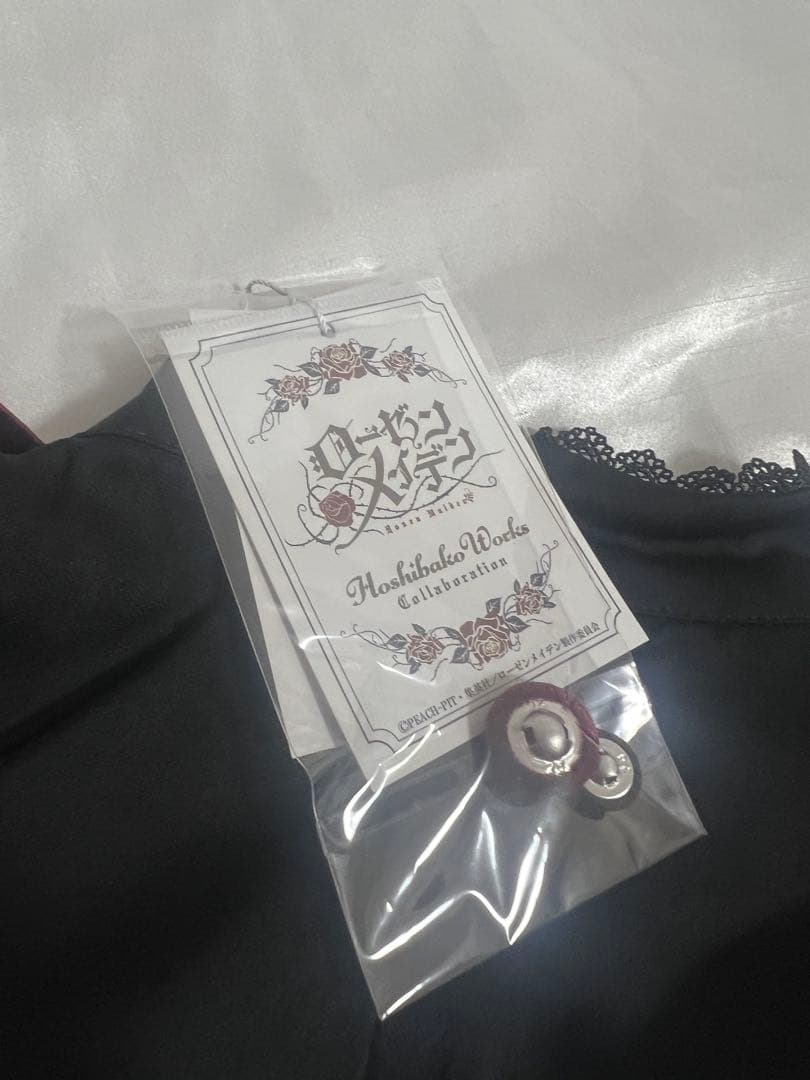 ローゼン
メイデン
Rozen Maiden
Hoshibako Works
Collaboration
©PEACH-PIT・集英社/ローゼンメイデン製作委員会